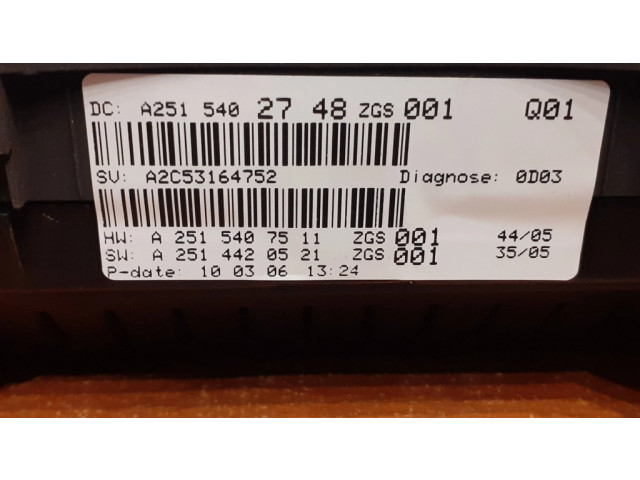 DC: A251 540 27 48 ZGS 001 Q01
SV: A2C53164752 Diagnose: 0D03
HW: A 251 540 75 11 ZGS 001 44/05
SW: A 251 442 05 21 ZGS 001 35/05
P-date: 10 03 06 13:24